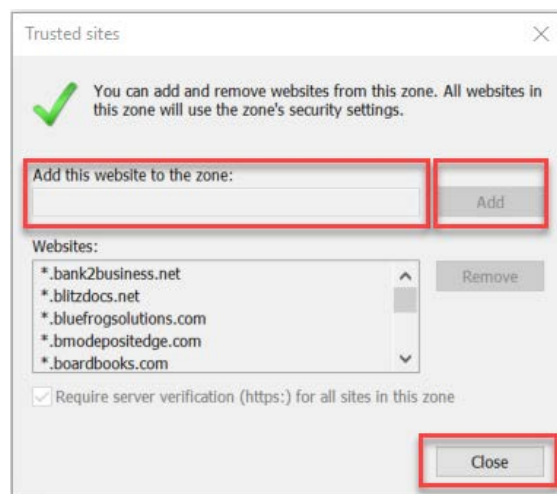 Trusted sites
You can add and remove websites from this zone. All websites in
this zone will use the zone's security settings.
Add this website to the zone:
Add
Websites:
*.bank2business.net
*.blitzdocs.net
*.bluefrogsolutions.com
*.bmodepositedge.com
*.boardbooks.com
Remove
Require server verification (https:) for all sites in this zone
Close